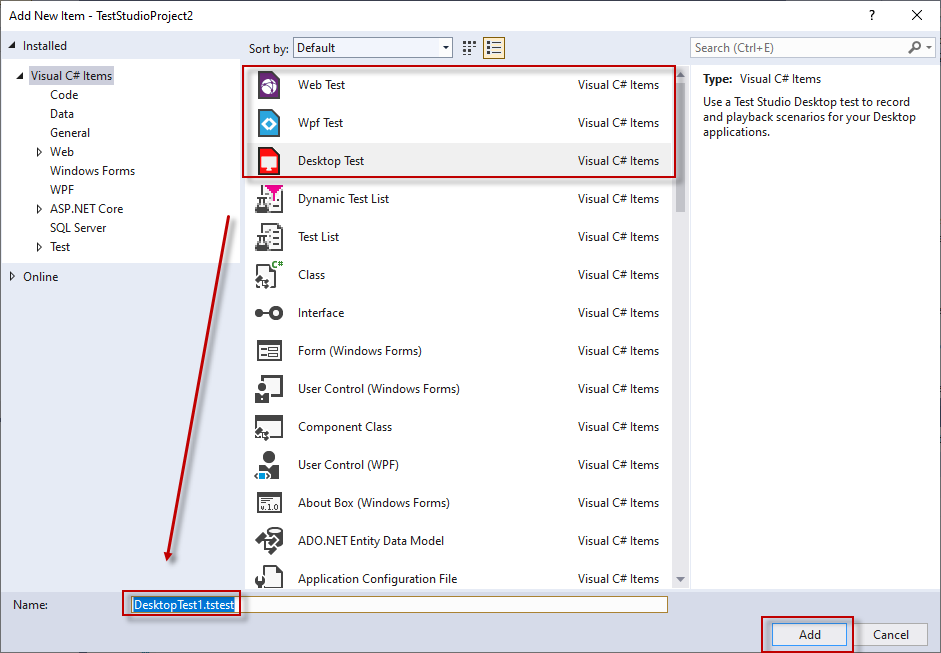 Add New Item - TestStudioProject2
?
Installed
Sort by: Default
Search (Ctrl+E)
Visual C# Items
Code
Data
General
Web
Windows Forms
WPF
ASP.NET Core
SQL Server
Test
Online
Web Test Visual C# Items
Wpf Test Visual C# Items
Desktop Test Visual C# Items
Dynamic Test List Visual C# Items
Test List Visual C# Items
C#
Class Visual C# Items
Interface Visual C# Items
Form (Windows Forms) Visual C# Items
User Control (Windows Forms) Visual C# Items
Component Class Visual C# Items
User Control (WPF) Visual C# Items
v.1.0
About Box (Windows Forms) Visual C# Items
ADO.NET Entity Data Model Visual C# Items
Application Configuration File Visual C# Items
Type: Visual C# Items
Use a Test Studio Desktop test to record
and playback scenarios for your Desktop
applications.
Name: DesktopTest1.tstest
Add Cancel